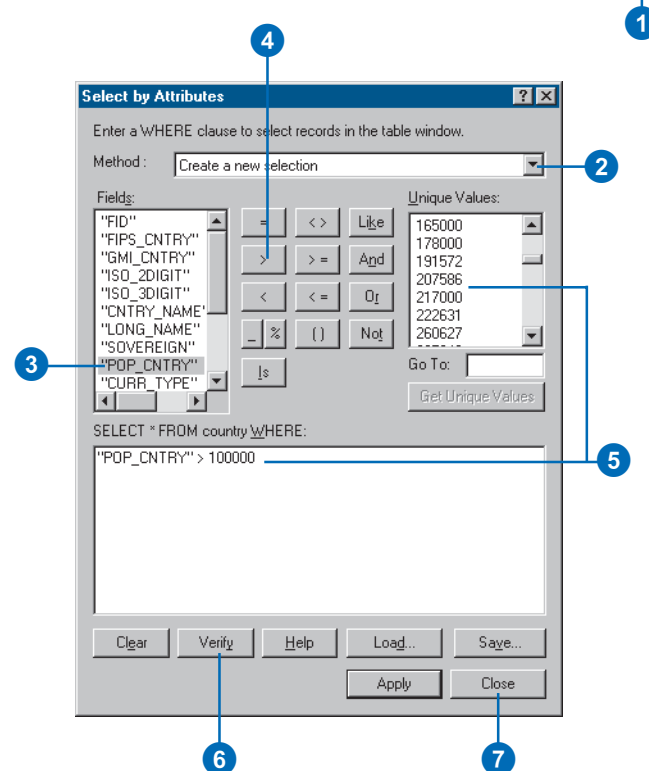 1
4
Select by Attributes
Enter a WHERE clause to select records in the table window.
Method :
Create a new selection
2
Fields:
"FID"
"FIPS_CNTRY"
"GMI_CNTRY"
"ISO_2DIGIT"
"ISO_3DIGIT"
"CNTRY_NAME"
"LONG_NAME"
"SOVEREIGN"
"POP_CNTRY"
"CURR_TYPE"
3
= < > Like
> > = And
< < = Or
_ % ( ) Not
Is
Unique Values:
165000
178000
191572
207586
217000
222631
260627
Go To:
Get Unique Values
SELECT * FROM country WHERE:
"POP_CNTRY" > 100000
5
Clear Verify Help Load... Save...
Apply Close
6
7